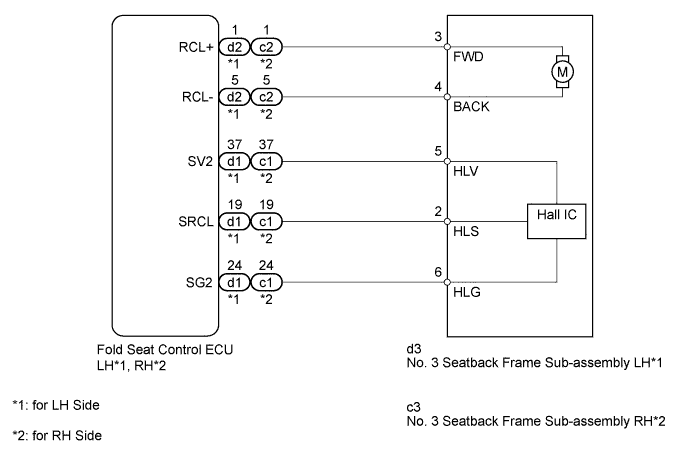 1 1 3
RCL+ d2 c2 FWD
*1 *2
M
5 5 4
RCL- d2 c2 BACK
*1 *2
37 37 5
SV2 d1 c1 HLV
*1 *2
19 19 2
SRCL d1 c1 HLS
*1 *2
Hall IC
24 24 6
SG2 d1 c1 HLG
*1 *2
Fold Seat Control ECU
LH*1, RH*2
d3
No. 3 Seatback Frame Sub-assembly LH*1
*1: for LH Side
c3
No. 3 Seatback Frame Sub-assembly RH*2
*2: for RH Side